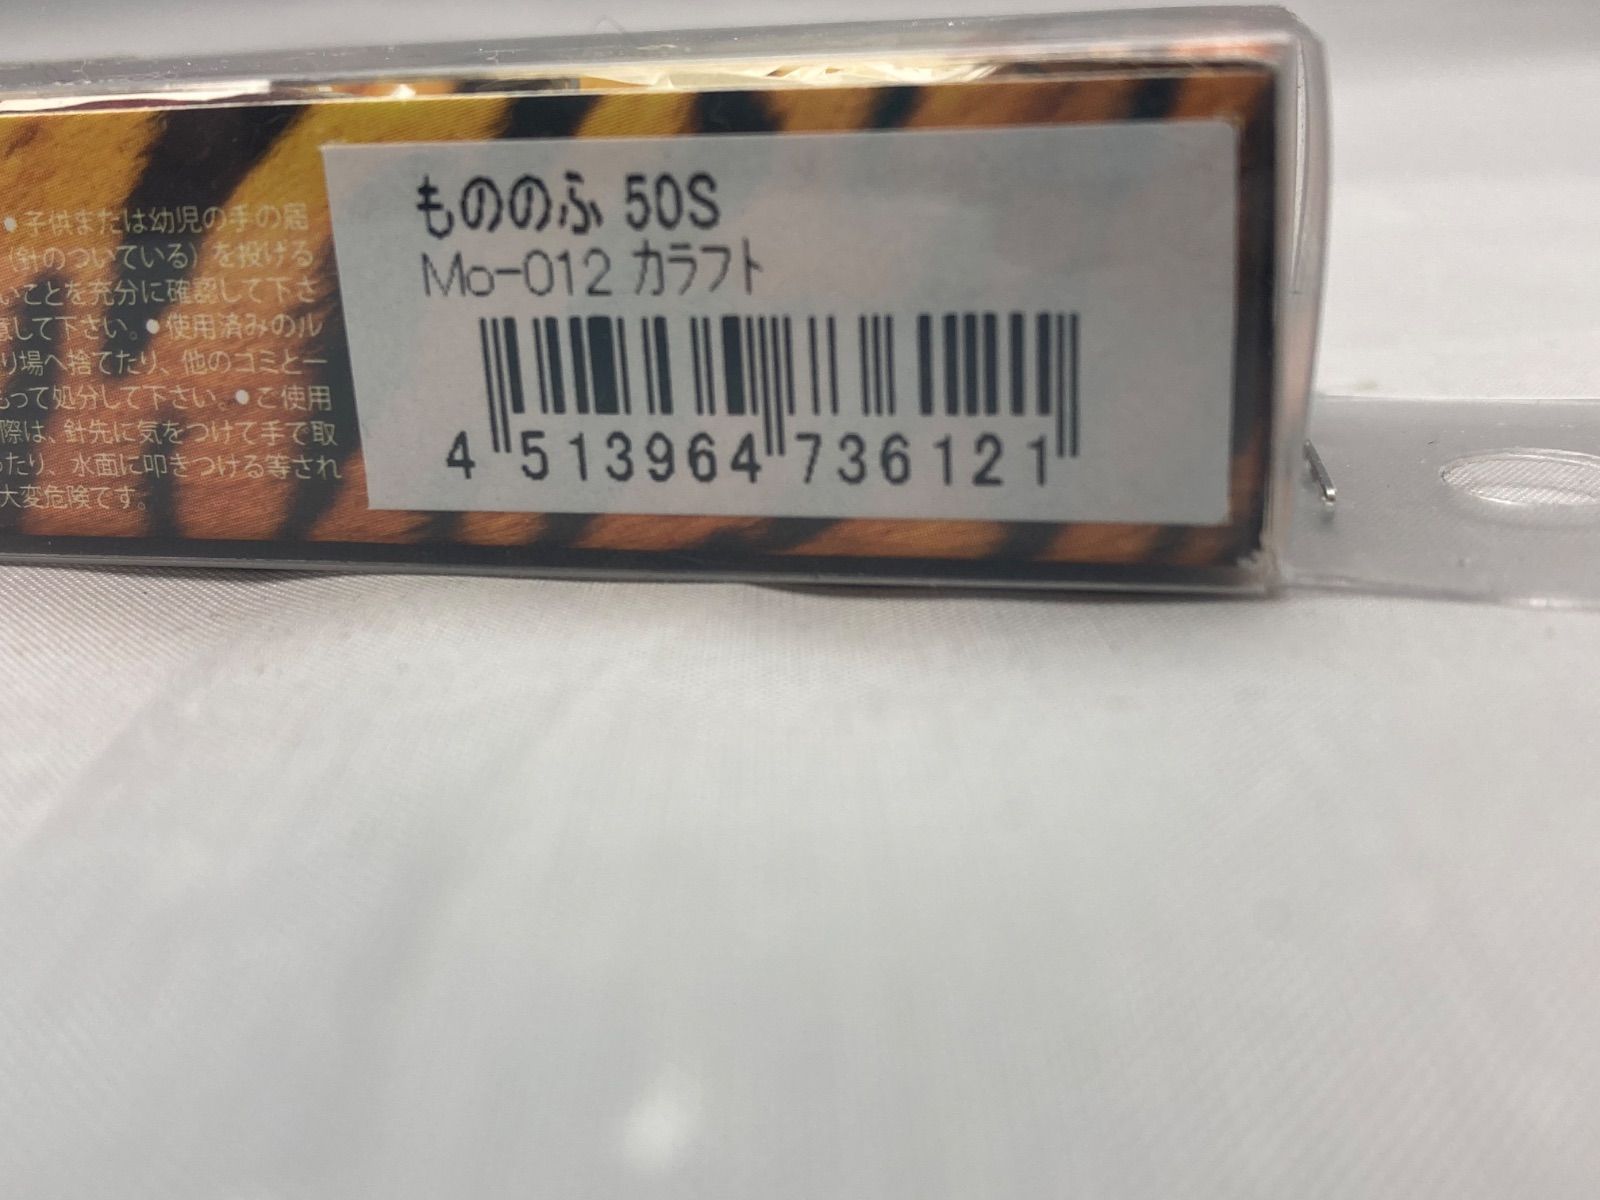 ●子供または幼児の手の届
（針のついている）を投げる
いことを充分に確認して下さ
意して下さい。●使用済みのル
り場へ捨てたり、他のゴミと一
もって処分して下さい。●ご使用
際は、針先に気をつけて手で取
たり、水面に叩きつける等され
大変危険です。
もののふ 50S
Mo-012 カラフト
4 513964 736121